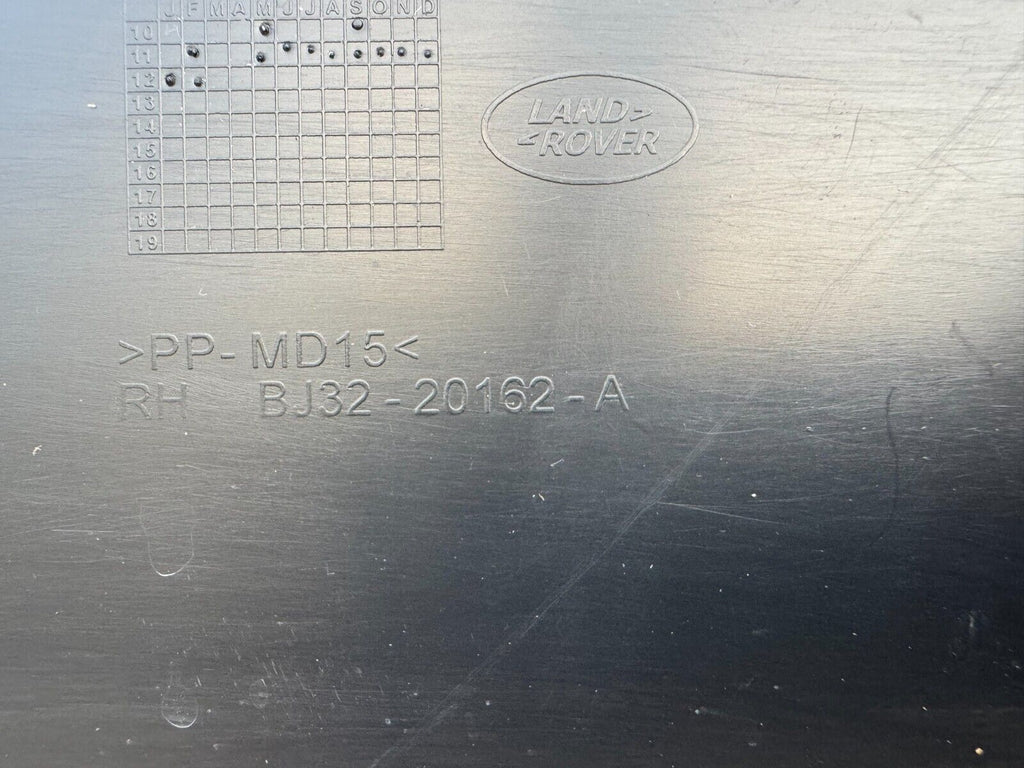 J F M A M J J A S O N D
10
11
12
13
14
15
16
17
18
19
LAND>
<ROVER
>PP-MD15<
RH BJ32-20162-A